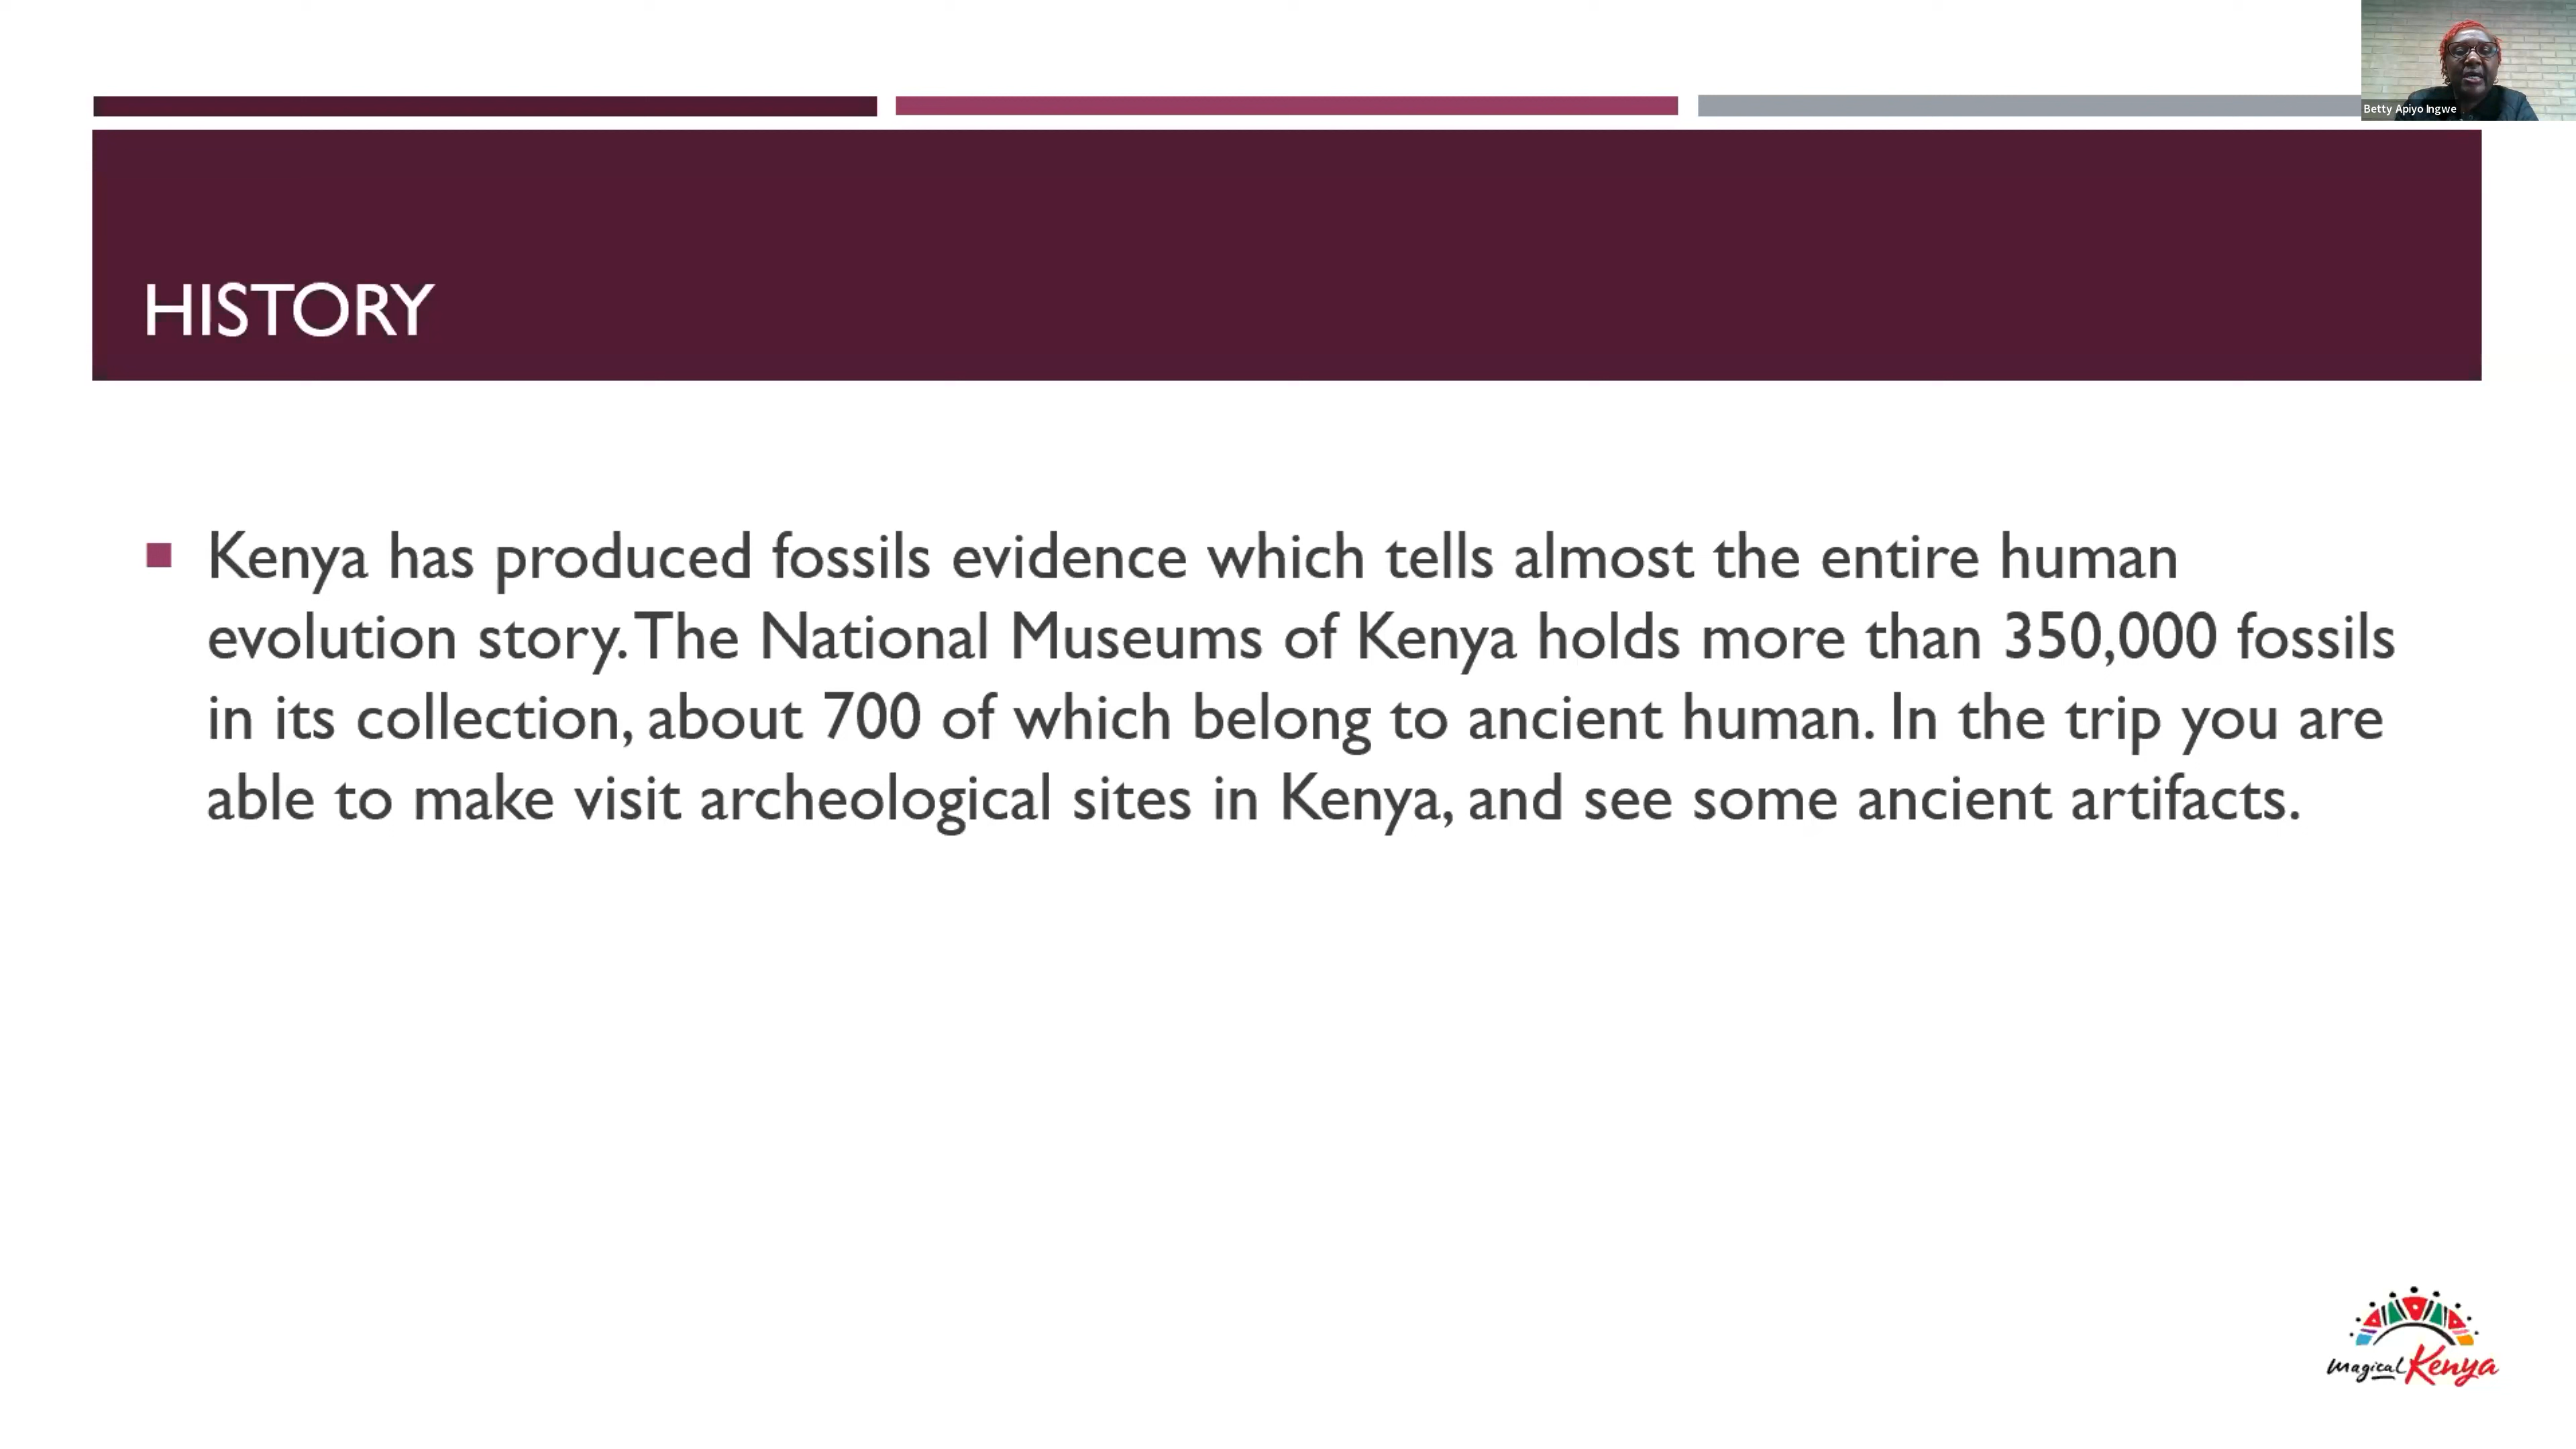 Betty Apiyo Ingwe
HISTORY
Kenya has produced fossils evidence which tells almost the entire human
evolution story. The National Museums of Kenya holds more than 350,000 fossils
in its collection, about 700 of which belong to ancient human. In the trip you are
able to make visit archeological sites in Kenya, and see some ancient artifacts.
magical Kenya